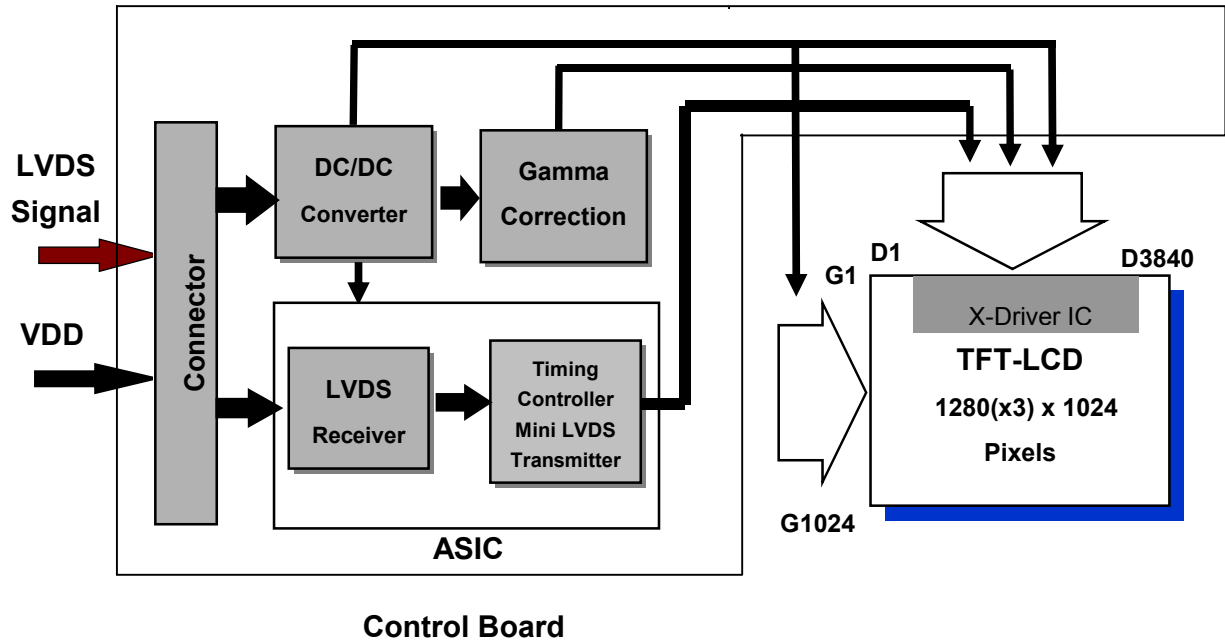 LVDS
Signal
VDD
Connector
DC/DC
Converter
Gamma
Correction
LVDS
Receiver
Timing
Controller
Mini LVDS
Transmitter
ASIC
D1
D3840
G1
G1024
X-Driver IC
TFT-LCD
1280(x3) x 1024
Pixels
Control Board